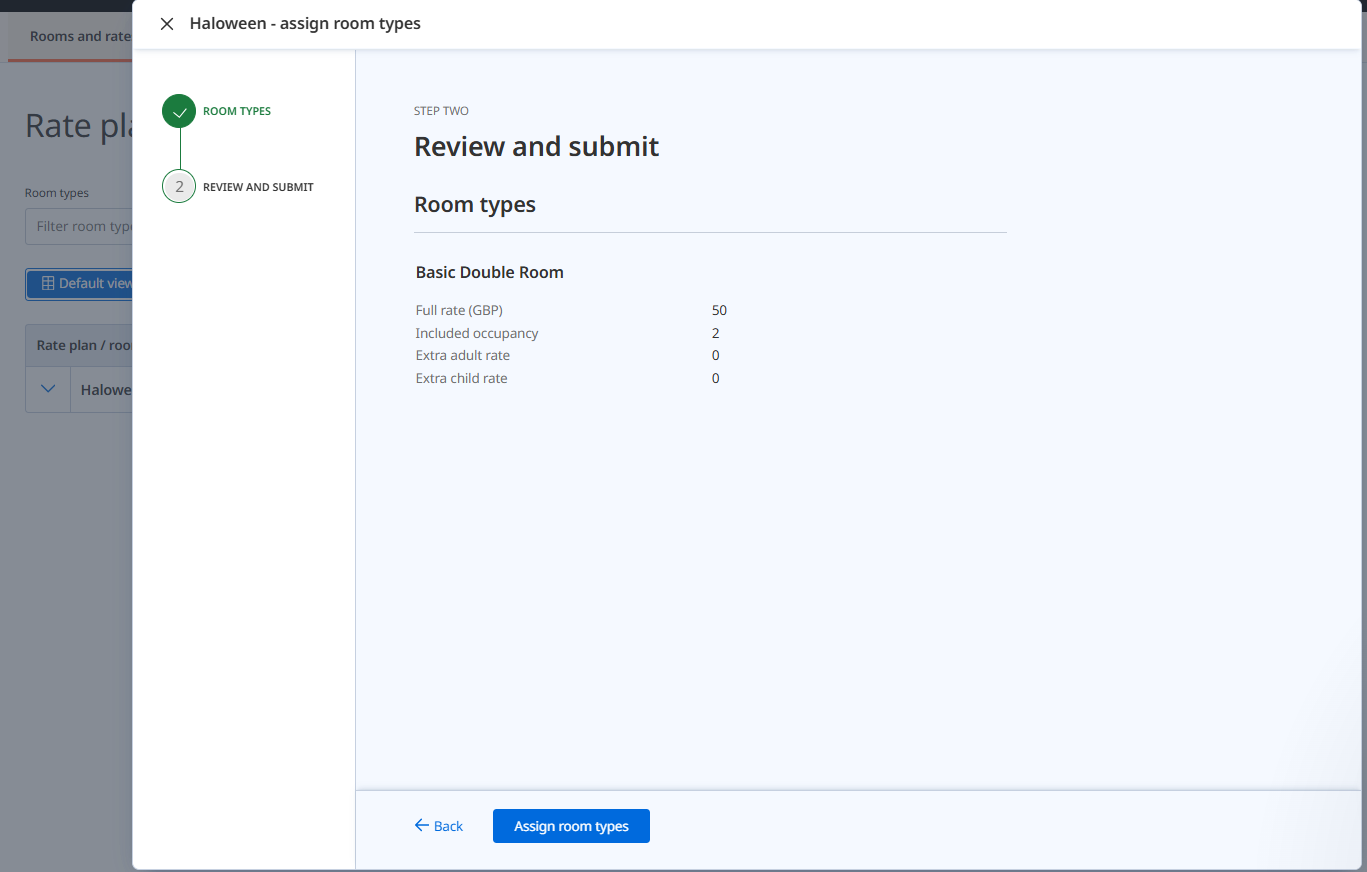 Haloween - assign room types
Rooms and rate
Rate pla
Room types
Filter room type
Default view
Rate plan / roo
Halowe
ROOM TYPES
2 REVIEW AND SUBMIT
STEP TWO
Review and submit
Room types
Basic Double Room
Full rate (GBP) 50
Included occupancy 2
Extra adult rate 0
Extra child rate 0
Back
Assign room types